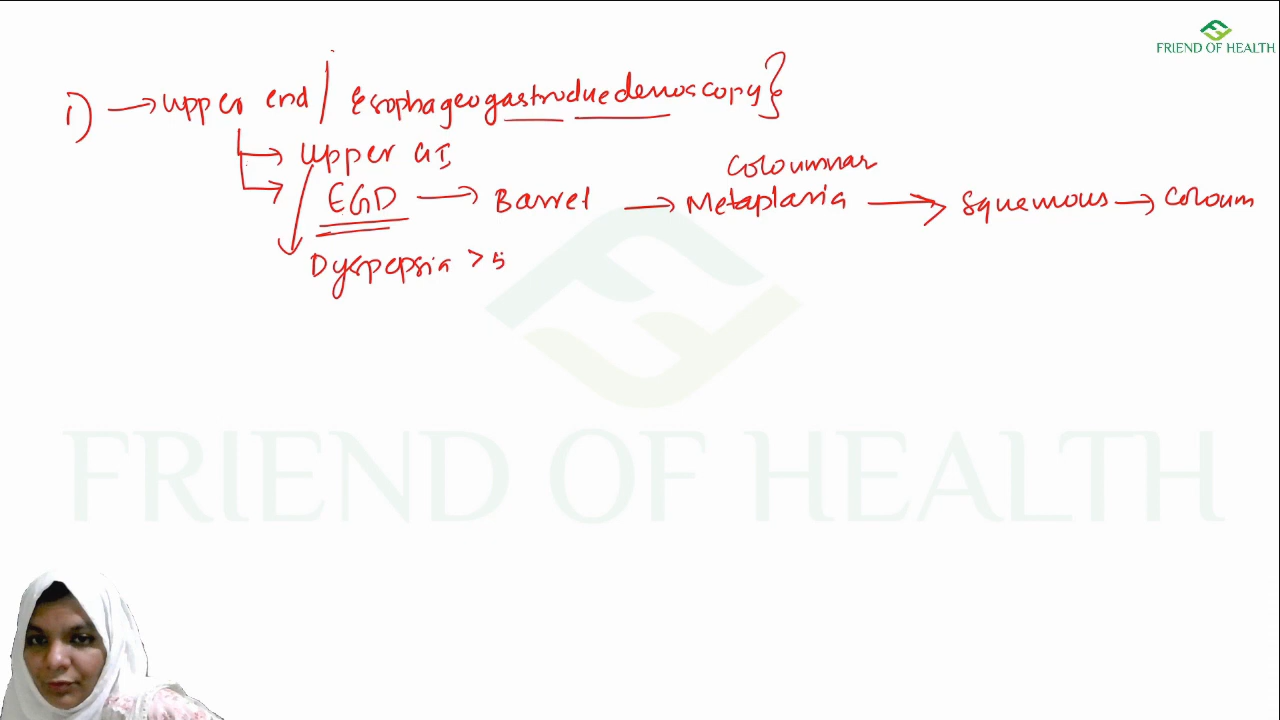 FRIEND OF HEALTH
1) → upper end / Esophageogastroduedenoscopy}
→ upper GI
→ EGD → Barret → Coloumnar Metaplasia → Squemous → Coloum
Dyspepsia > 5
FRIEND OF HEALTH